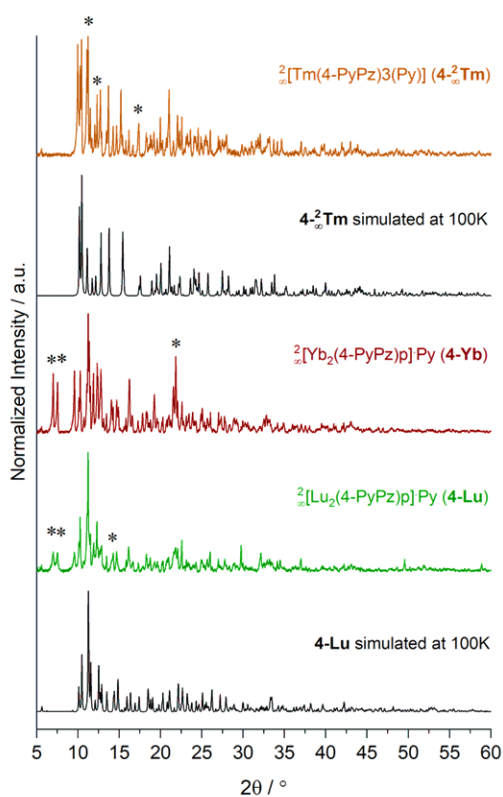 *
*
*
²∞[Tm(4-PyPz)3(Py)] (4-²∞Tm)
4-²∞Tm simulated at 100K
**
*
²∞[Yb₂(4-PyPz)p]·Py (4-Yb)
²∞[Lu₂(4-PyPz)p]·Py (4-Lu)
**
*
4-Lu simulated at 100K
Normalized Intensity / a.u.
5 10 15 20 25 30 35 40 45 50 55 60
2θ / °